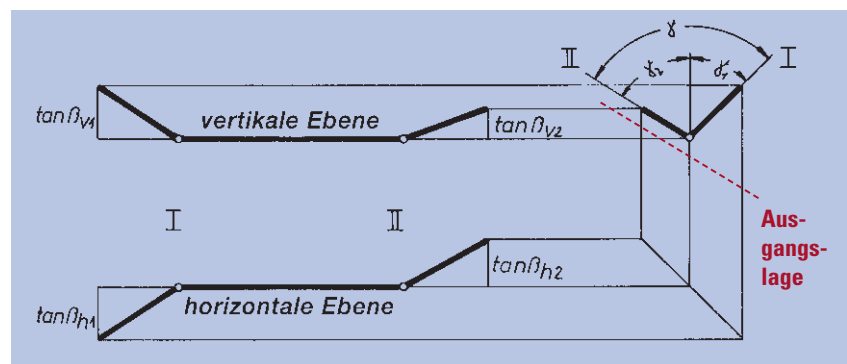 II
γ
γ2
γ1
I
tanβv1
vertikale Ebene
tanβv2
I
II
Aus-
gangs-
lage
tanβh1
horizontale Ebene
tanβh2